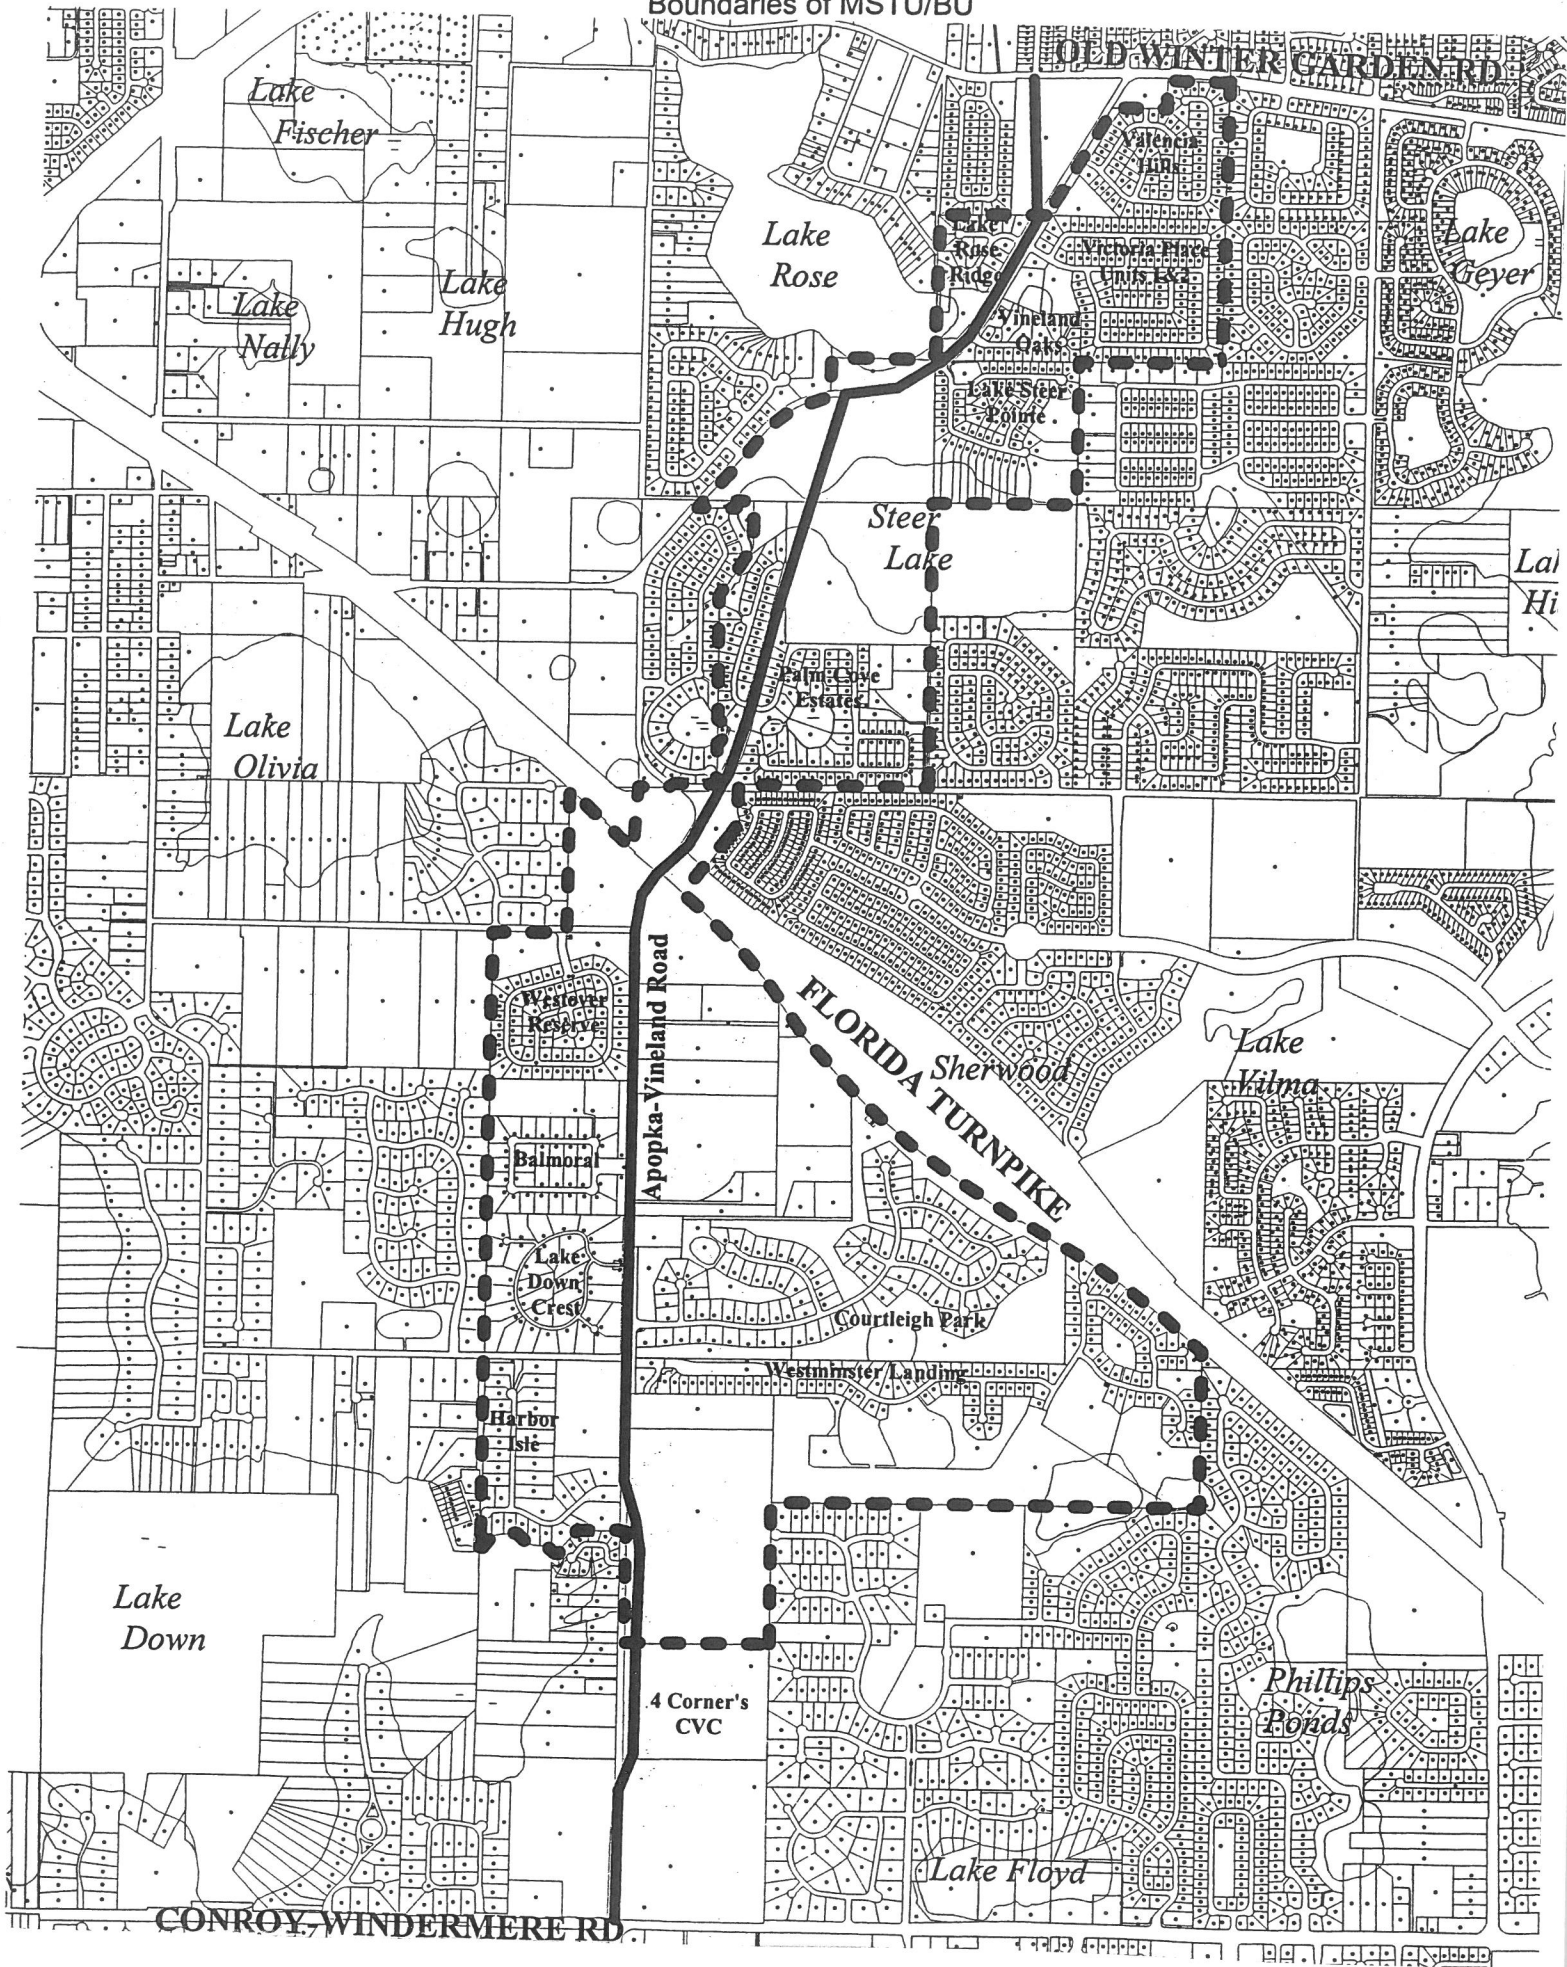 Boundaries of MSTU/BU
OLD WINTER GARDEN RD
Lake
Fischer
Valencia
Hills
Lake
Rose
Lake
Rose
Ridge
Victoria Place
Units 1&2
Lake
Geyer
Lake
Hugh
Lake
Nally
Vineland
Oaks
Lake Steer
Pointe
Steer
Lake
Lal
Hi
Palm Cove
Estates
Lake
Olivia
Apopka-Vineland Road
Westover
Reserve
FLORIDA TURNPIKE
Sherwood
Lake
Vilma
Balmoral
Lake
Down
Crest
Courtleigh Park
Westminster Landing
Harbor
Isle
Lake
Down
4 Corner's
CVC
Phillips
Ponds
Lake Floyd
CONROY-WINDERMERE RD